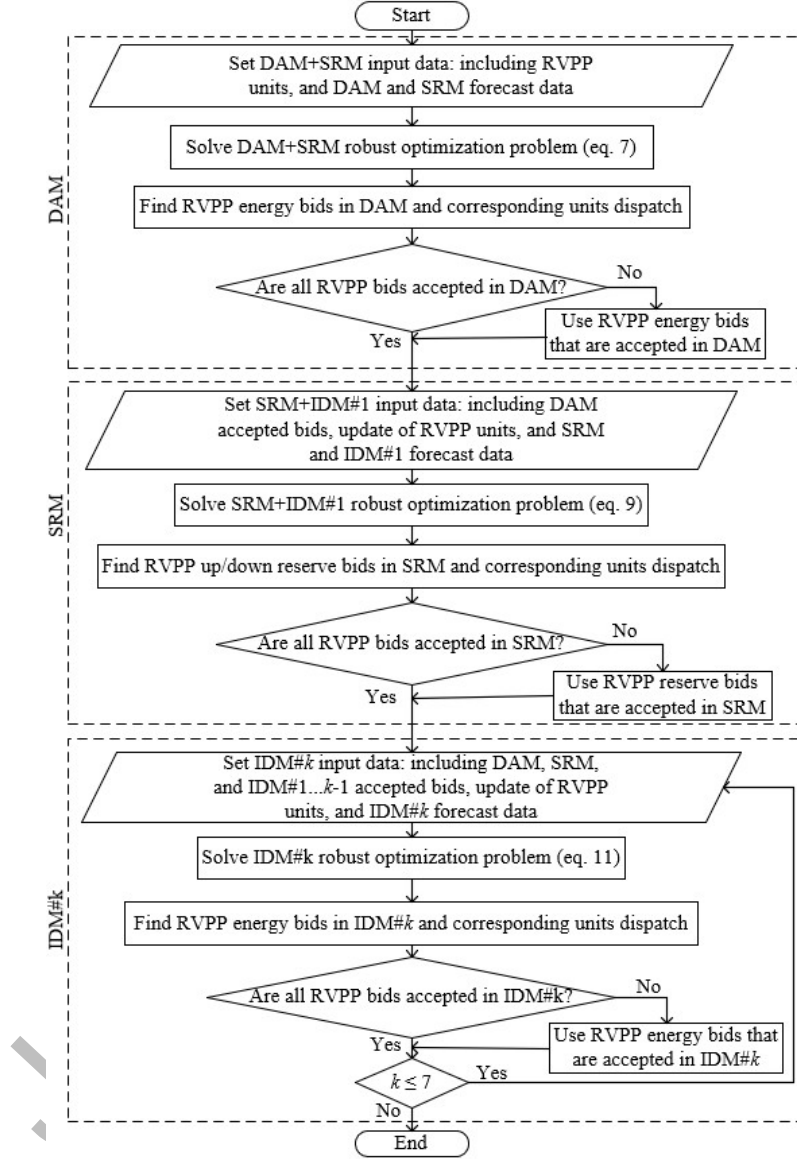 Start
DAM
Set DAM+SRM input data: including RVPP
units, and DAM and SRM forecast data
Solve DAM+SRM robust optimization problem (eq. 7)
Find RVPP energy bids in DAM and corresponding units dispatch
Are all RVPP bids accepted in DAM?
No
Use RVPP energy bids
that are accepted in DAM
Yes
SRM
Set SRM+IDM#1 input data: including DAM
accepted bids, update of RVPP units, and SRM
and IDM#1 forecast data
Solve SRM+IDM#1 robust optimization problem (eq. 9)
Find RVPP up/down reserve bids in SRM and corresponding units dispatch
Are all RVPP bids accepted in SRM?
No
Use RVPP reserve bids
that are accepted in SRM
Yes
IDM#k
Set IDM#k input data: including DAM, SRM,
and IDM#1...k-1 accepted bids, update of RVPP
units, and IDM#k forecast data
Solve IDM#k robust optimization problem (eq. 11)
Find RVPP energy bids in IDM#k and corresponding units dispatch
Are all RVPP bids accepted in IDM#k?
No
Use RVPP energy bids that
are accepted in IDM#k
Yes
k ≤ 7
Yes
No
End